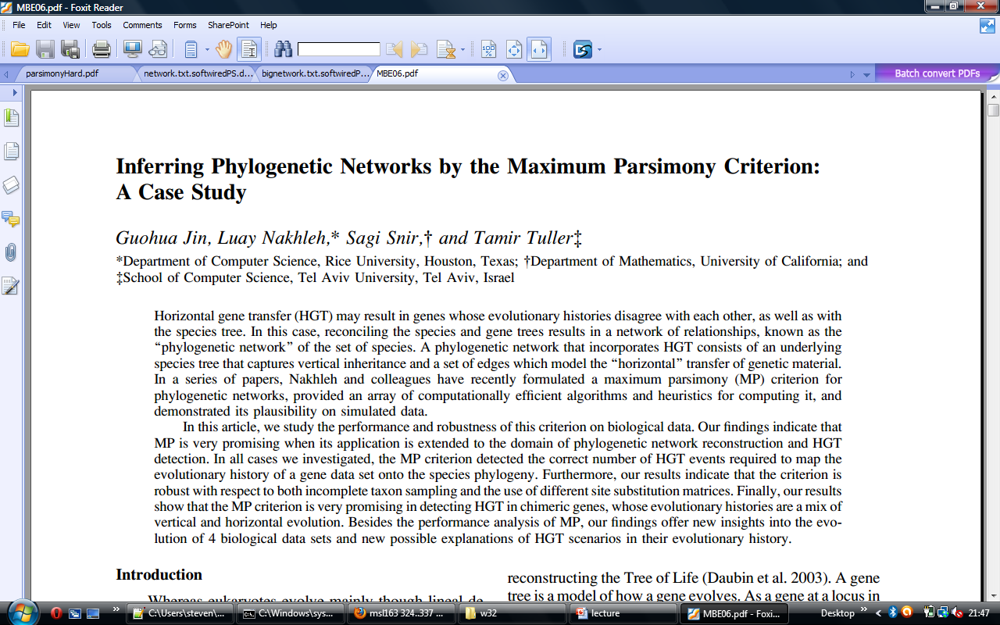 MBE06.pdf - Foxit Reader
File Edit View Tools Comments Forms SharePoint Help
parsimonyHard.pdf network.txt.softwiredPS.d... bignetwork.txt.softwiredP... MBE06.pdf Batch convert PDFs
Inferring Phylogenetic Networks by the Maximum Parsimony Criterion:
A Case Study
Guohua Jin, Luay Nakhleh,* Sagi Snir,† and Tamir Tuller‡
*Department of Computer Science, Rice University, Houston, Texas; †Department of Mathematics, University of California; and
‡School of Computer Science, Tel Aviv University, Tel Aviv, Israel
Horizontal gene transfer (HGT) may result in genes whose evolutionary histories disagree with each other, as well as with
the species tree. In this case, reconciling the species and gene trees results in a network of relationships, known as the
“phylogenetic network” of the set of species. A phylogenetic network that incorporates HGT consists of an underlying
species tree that captures vertical inheritance and a set of edges which model the “horizontal” transfer of genetic material.
In a series of papers, Nakhleh and colleagues have recently formulated a maximum parsimony (MP) criterion for
phylogenetic networks, provided an array of computationally efficient algorithms and heuristics for computing it, and
demonstrated its plausibility on simulated data.
In this article, we study the performance and robustness of this criterion on biological data. Our findings indicate that
MP is very promising when its application is extended to the domain of phylogenetic network reconstruction and HGT
detection. In all cases we investigated, the MP criterion detected the correct number of HGT events required to map the
evolutionary history of a gene data set onto the species phylogeny. Furthermore, our results indicate that the criterion is
robust with respect to both incomplete taxon sampling and the use of different site substitution matrices. Finally, our results
show that the MP criterion is very promising in detecting HGT in chimeric genes, whose evolutionary histories are a mix of
vertical and horizontal evolution. Besides the performance analysis of MP, our findings offer new insights into the evo-
lution of 4 biological data sets and new possible explanations of HGT scenarios in their evolutionary history.
Introduction
Whereas eukaryotes evolve mainly though lineal de-
reconstructing the Tree of Life (Daubin et al. 2003). A gene
tree is a model of how a gene evolves. As a gene at a locus in
C:\Users\steven\... C:\Windows\sys... msl163 324..337 ... w32 lecture MBE06.pdf - Foxi... Desktop 21:47